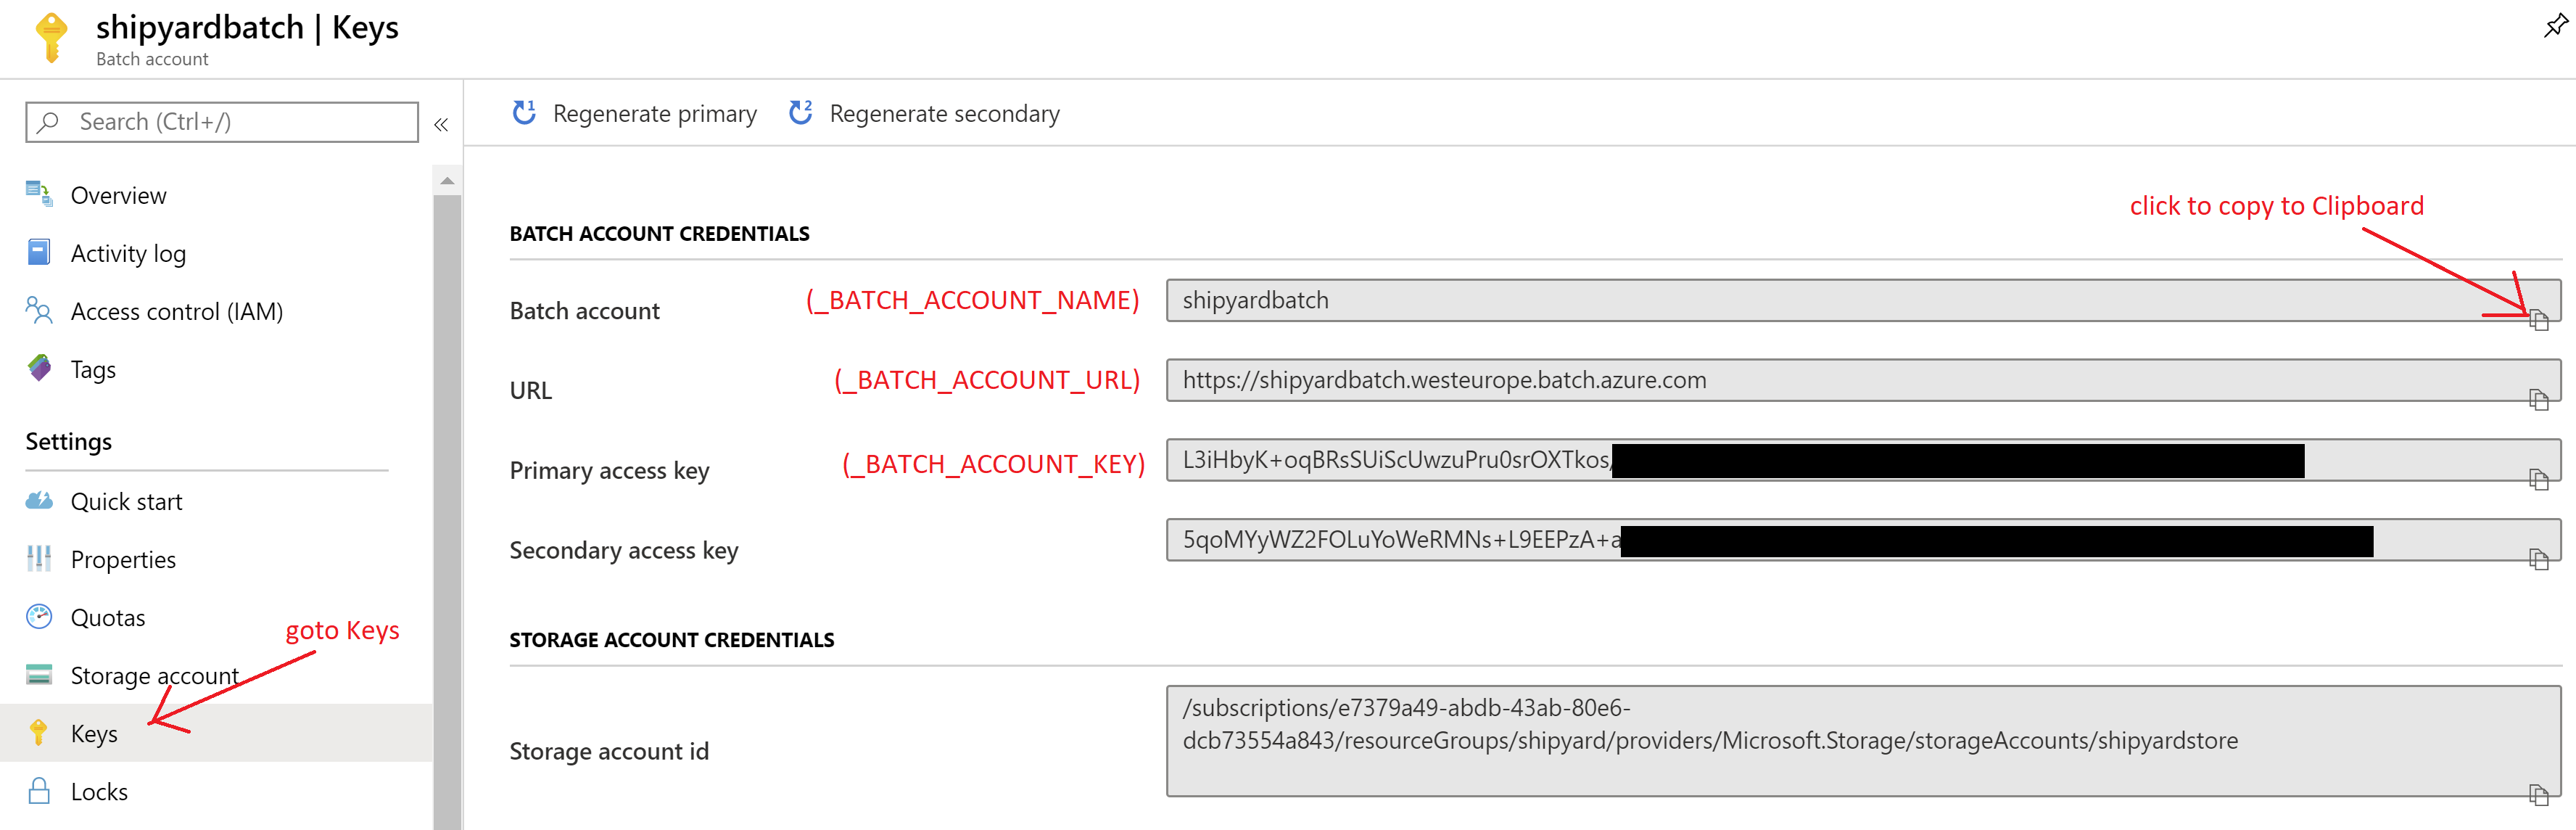 shipyardbatch | Keys
Batch account
Search (Ctrl+/)
«
Overview
Activity log
Access control (IAM)
Tags
Settings
Quick start
Properties
Quotas
goto Keys
Storage account
Keys
Locks
1 Regenerate primary 2 Regenerate secondary
click to copy to Clipboard
BATCH ACCOUNT CREDENTIALS
Batch account (_BATCH_ACCOUNT_NAME) shipyardbatch
URL (_BATCH_ACCOUNT_URL) https://shipyardbatch.westeurope.batch.azure.com
Primary access key (_BATCH_ACCOUNT_KEY) L3iHbyK+oqBRsSUiScUwzuPru0srOXTkos/
Secondary access key 5qoMYyWZ2FOLuYoWeRMNs+L9EEPzA+a
STORAGE ACCOUNT CREDENTIALS
Storage account id
/subscriptions/e7379a49-abdb-43ab-80e6-
dcb73554a843/resourceGroups/shipyard/providers/Microsoft.Storage/storageAccounts/shipyardstore